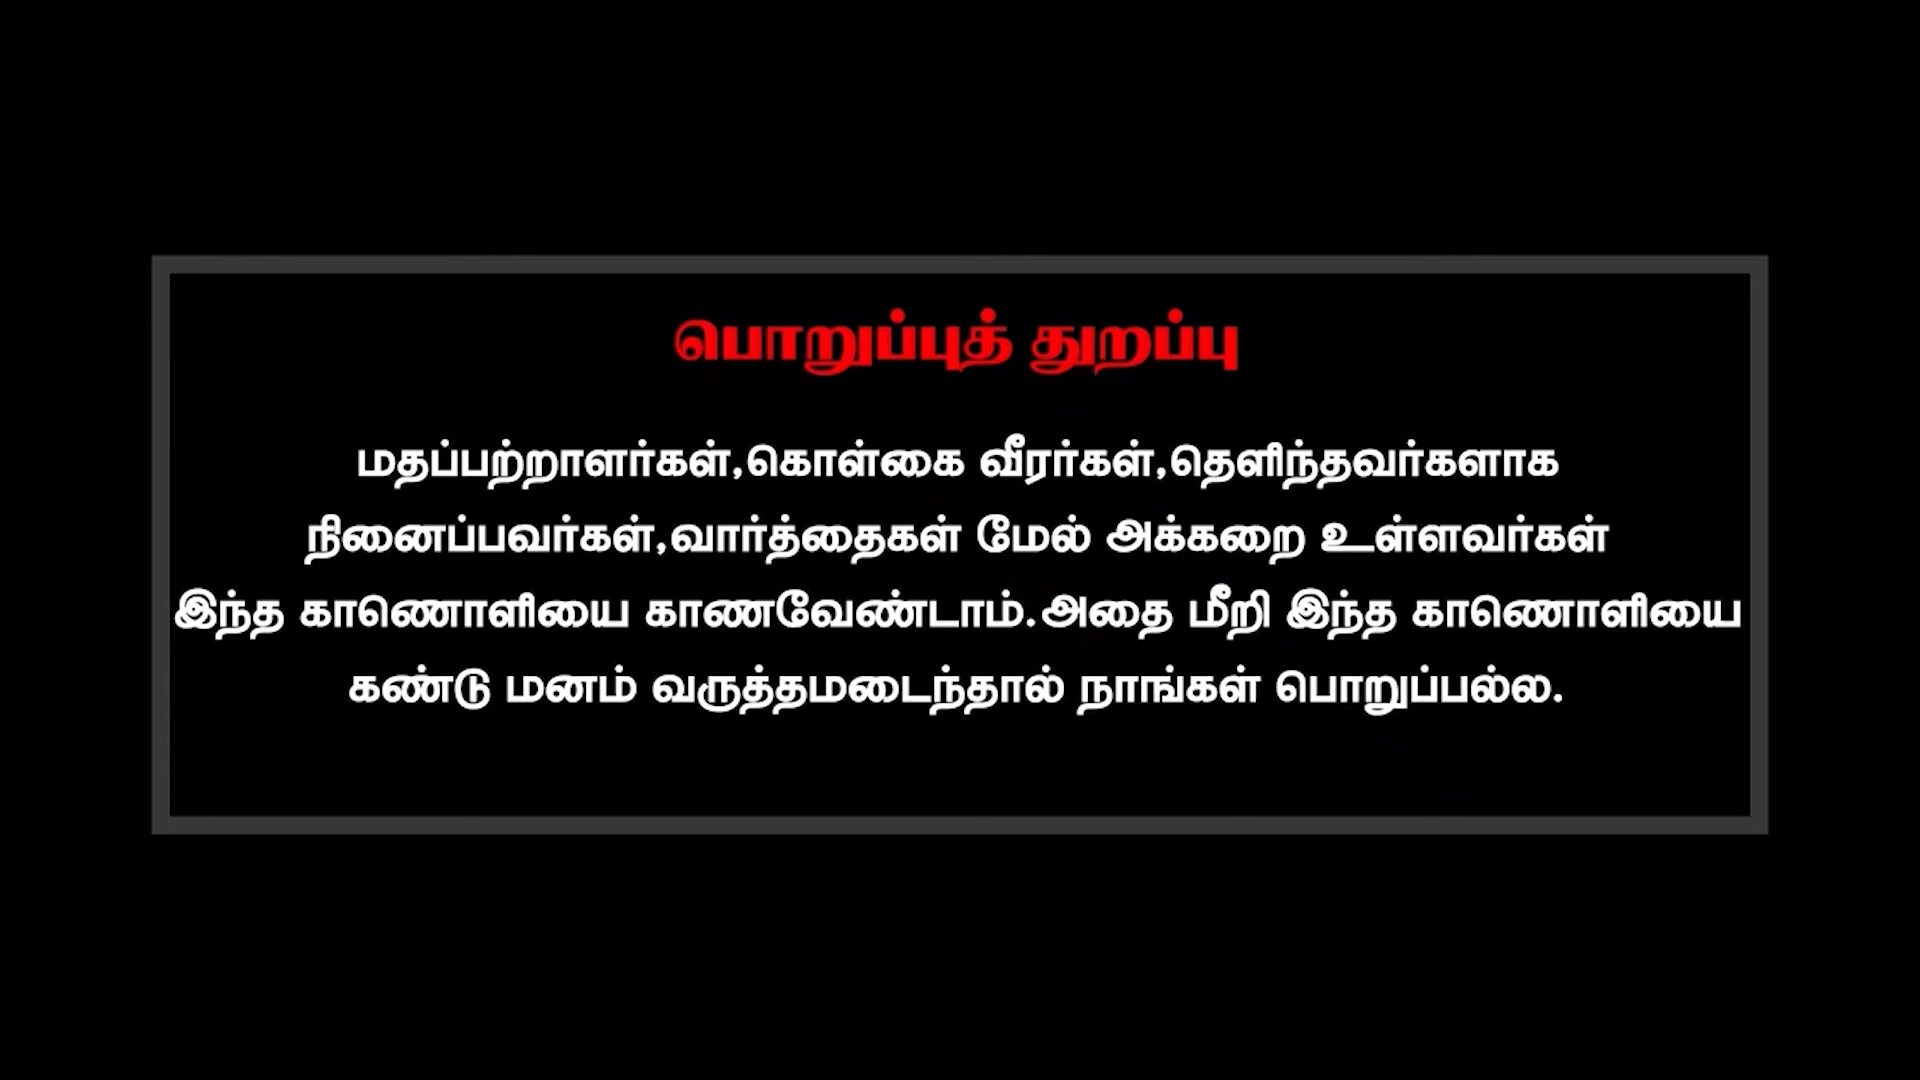 பொறுப்புத் துறப்பு
மதப்பற்றாளர்கள்,கொள்கை வீரர்கள்,தெளிந்தவர்களாக
நினைப்பவர்கள்,வார்த்தைகள் மேல் அக்கறை உள்ளவர்கள்
இந்த காணொளியை காணவேண்டாம்.அதை மீறி இந்த காணொளியை
கண்டு மனம் வருத்தமடைந்தால் நாங்கள் பொறுப்பல்ல.